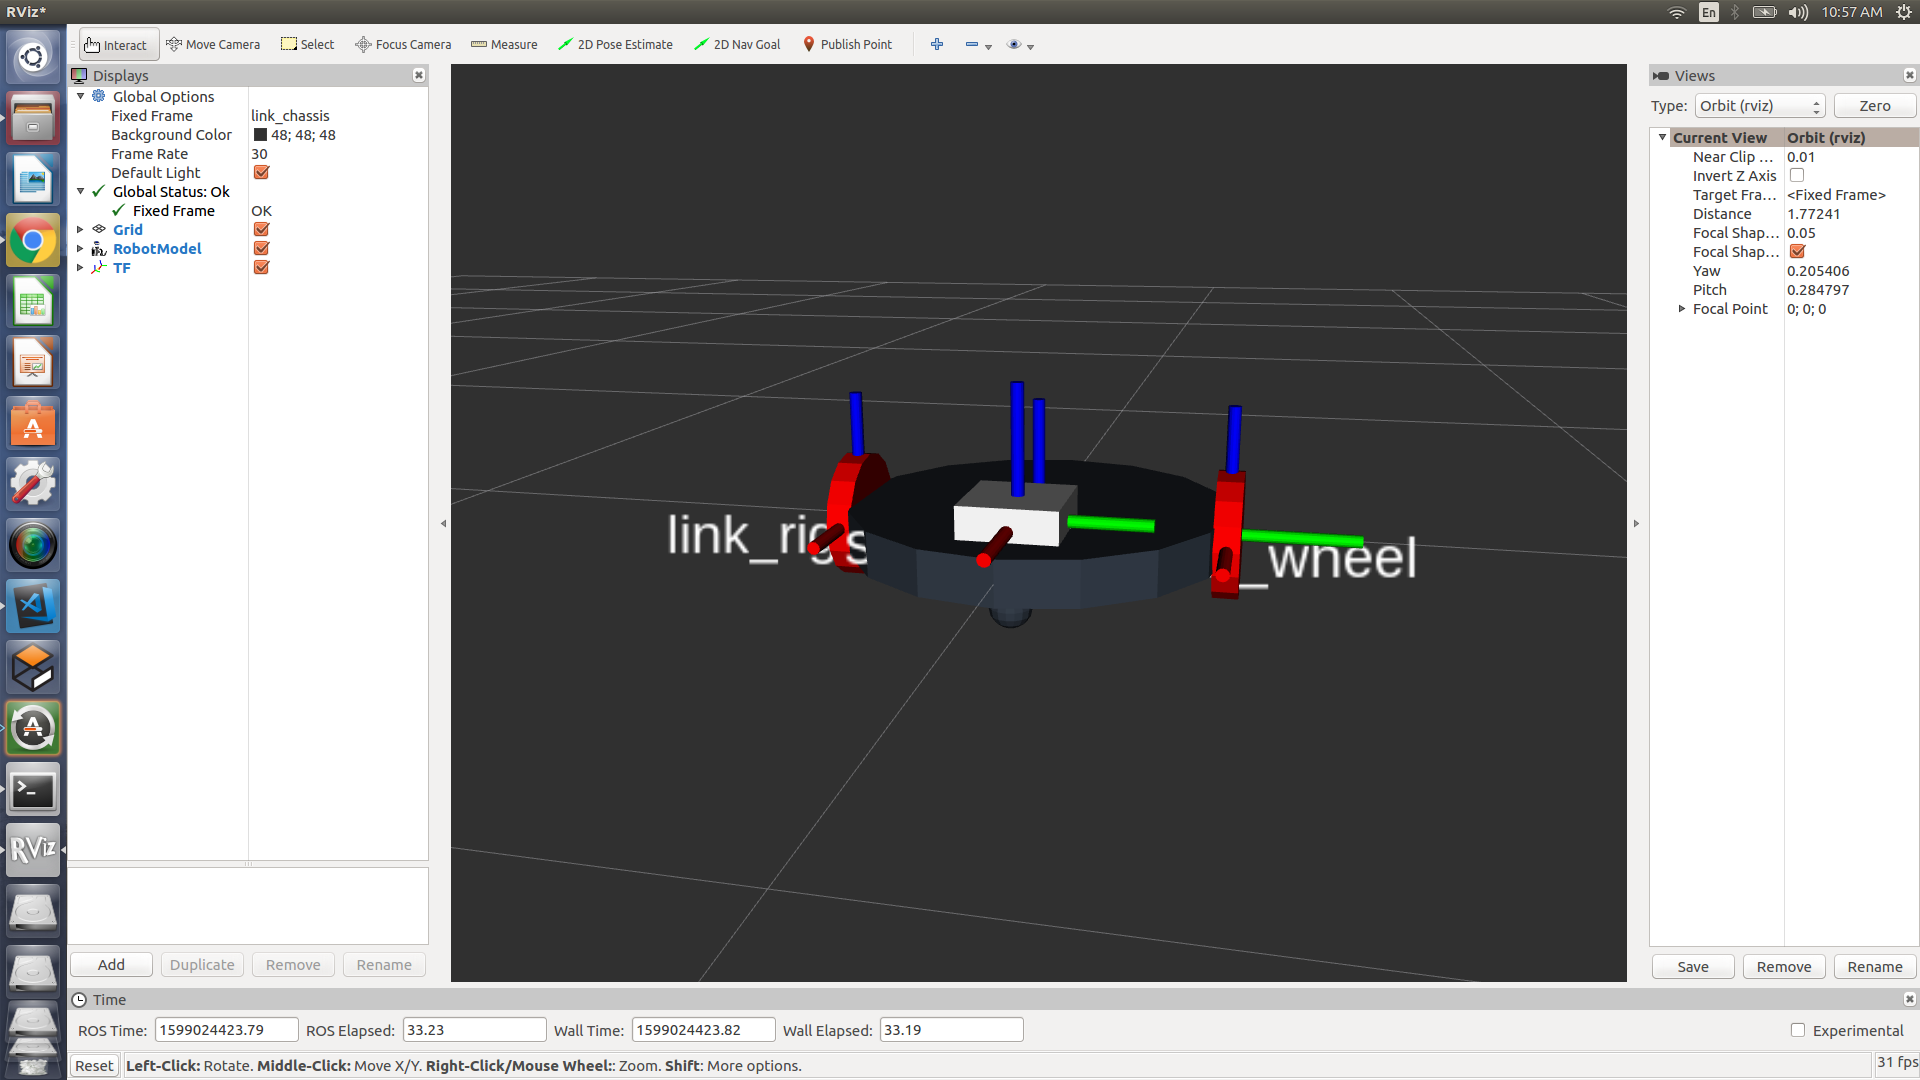 RViz*
En
10:57 AM
Interact
Move Camera
Select
Focus Camera
Measure
2D Pose Estimate
2D Nav Goal
Publish Point
Displays
Global Options
Fixed Frame link_chassis
Background Color 48; 48; 48
Frame Rate 30
Default Light
Global Status: Ok
Fixed Frame OK
Grid
RobotModel
TF
Add
Duplicate
Remove
Rename
link_rig
_wheel
Views
Type: Orbit (rviz) Zero
Current View Orbit (rviz)
Near Clip ... 0.01
Invert Z Axis
Target Fra... <Fixed Frame>
Distance 1.77241
Focal Shap... 0.05
Focal Shap...
Yaw 0.205406
Pitch 0.284797
Focal Point 0; 0; 0
Save
Remove
Rename
RViz
Time
ROS Time: 1599024423.79 ROS Elapsed: 33.23 Wall Time: 1599024423.82 Wall Elapsed: 33.19 Experimental
Reset Left-Click: Rotate. Middle-Click: Move X/Y. Right-Click/Mouse Wheel:: Zoom. Shift: More options. 31 fps